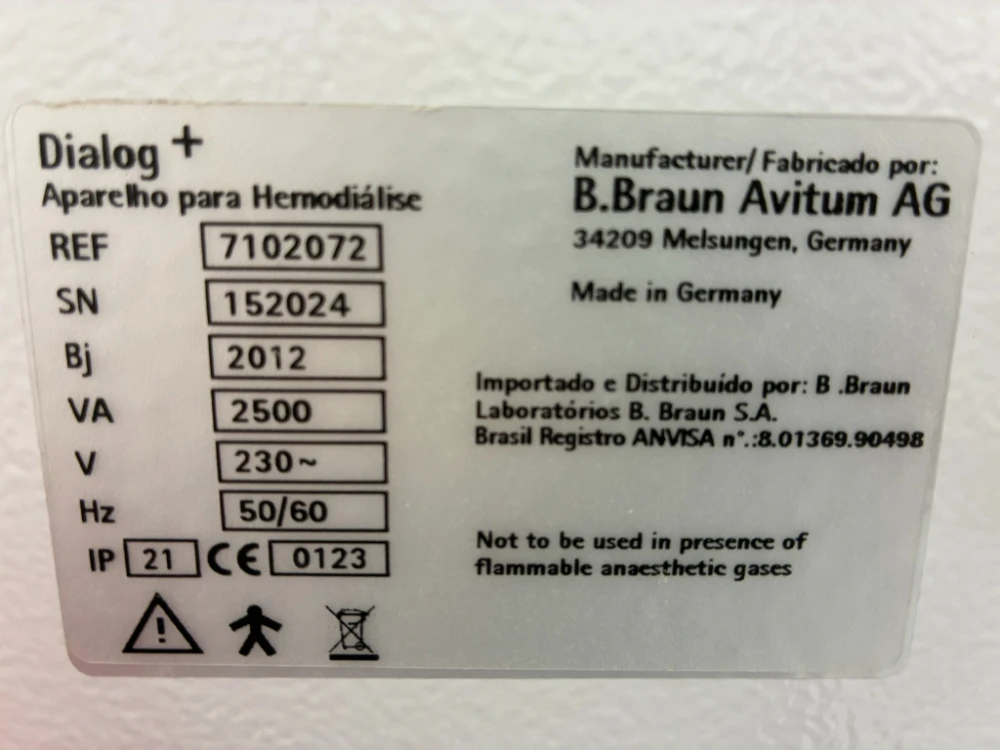 Dialog +
Aparelho para Hemodiálise
REF 7102072
SN 152024
Bj 2012
VA 2500
V 230~
Hz 50/60
IP 21 CE 0123
Manufacturer/ Fabricado por:
B.Braun Avitum AG
34209 Melsungen, Germany
Made in Germany
Importado e Distribuído por: B .Braun
Laboratórios B. Braun S.A.
Brasil Registro ANVISA n°.:8.01369.90498
Not to be used in presence of
flammable anaesthetic gases